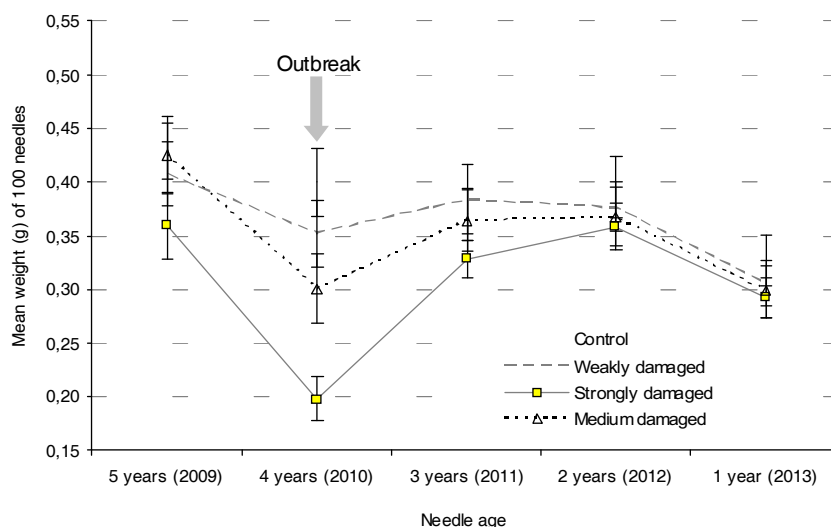 0,55
0,50
0,45
0,40
0,35
0,30
0,25
0,20
0,15
Mean weight (g) of 100 needles
Outbreak
Control
Weakly damaged
Strongly damaged
Medium damaged
5 years (2009) 4 years (2010) 3 years (2011) 2 years (2012) 1 year (2013)
Needle age